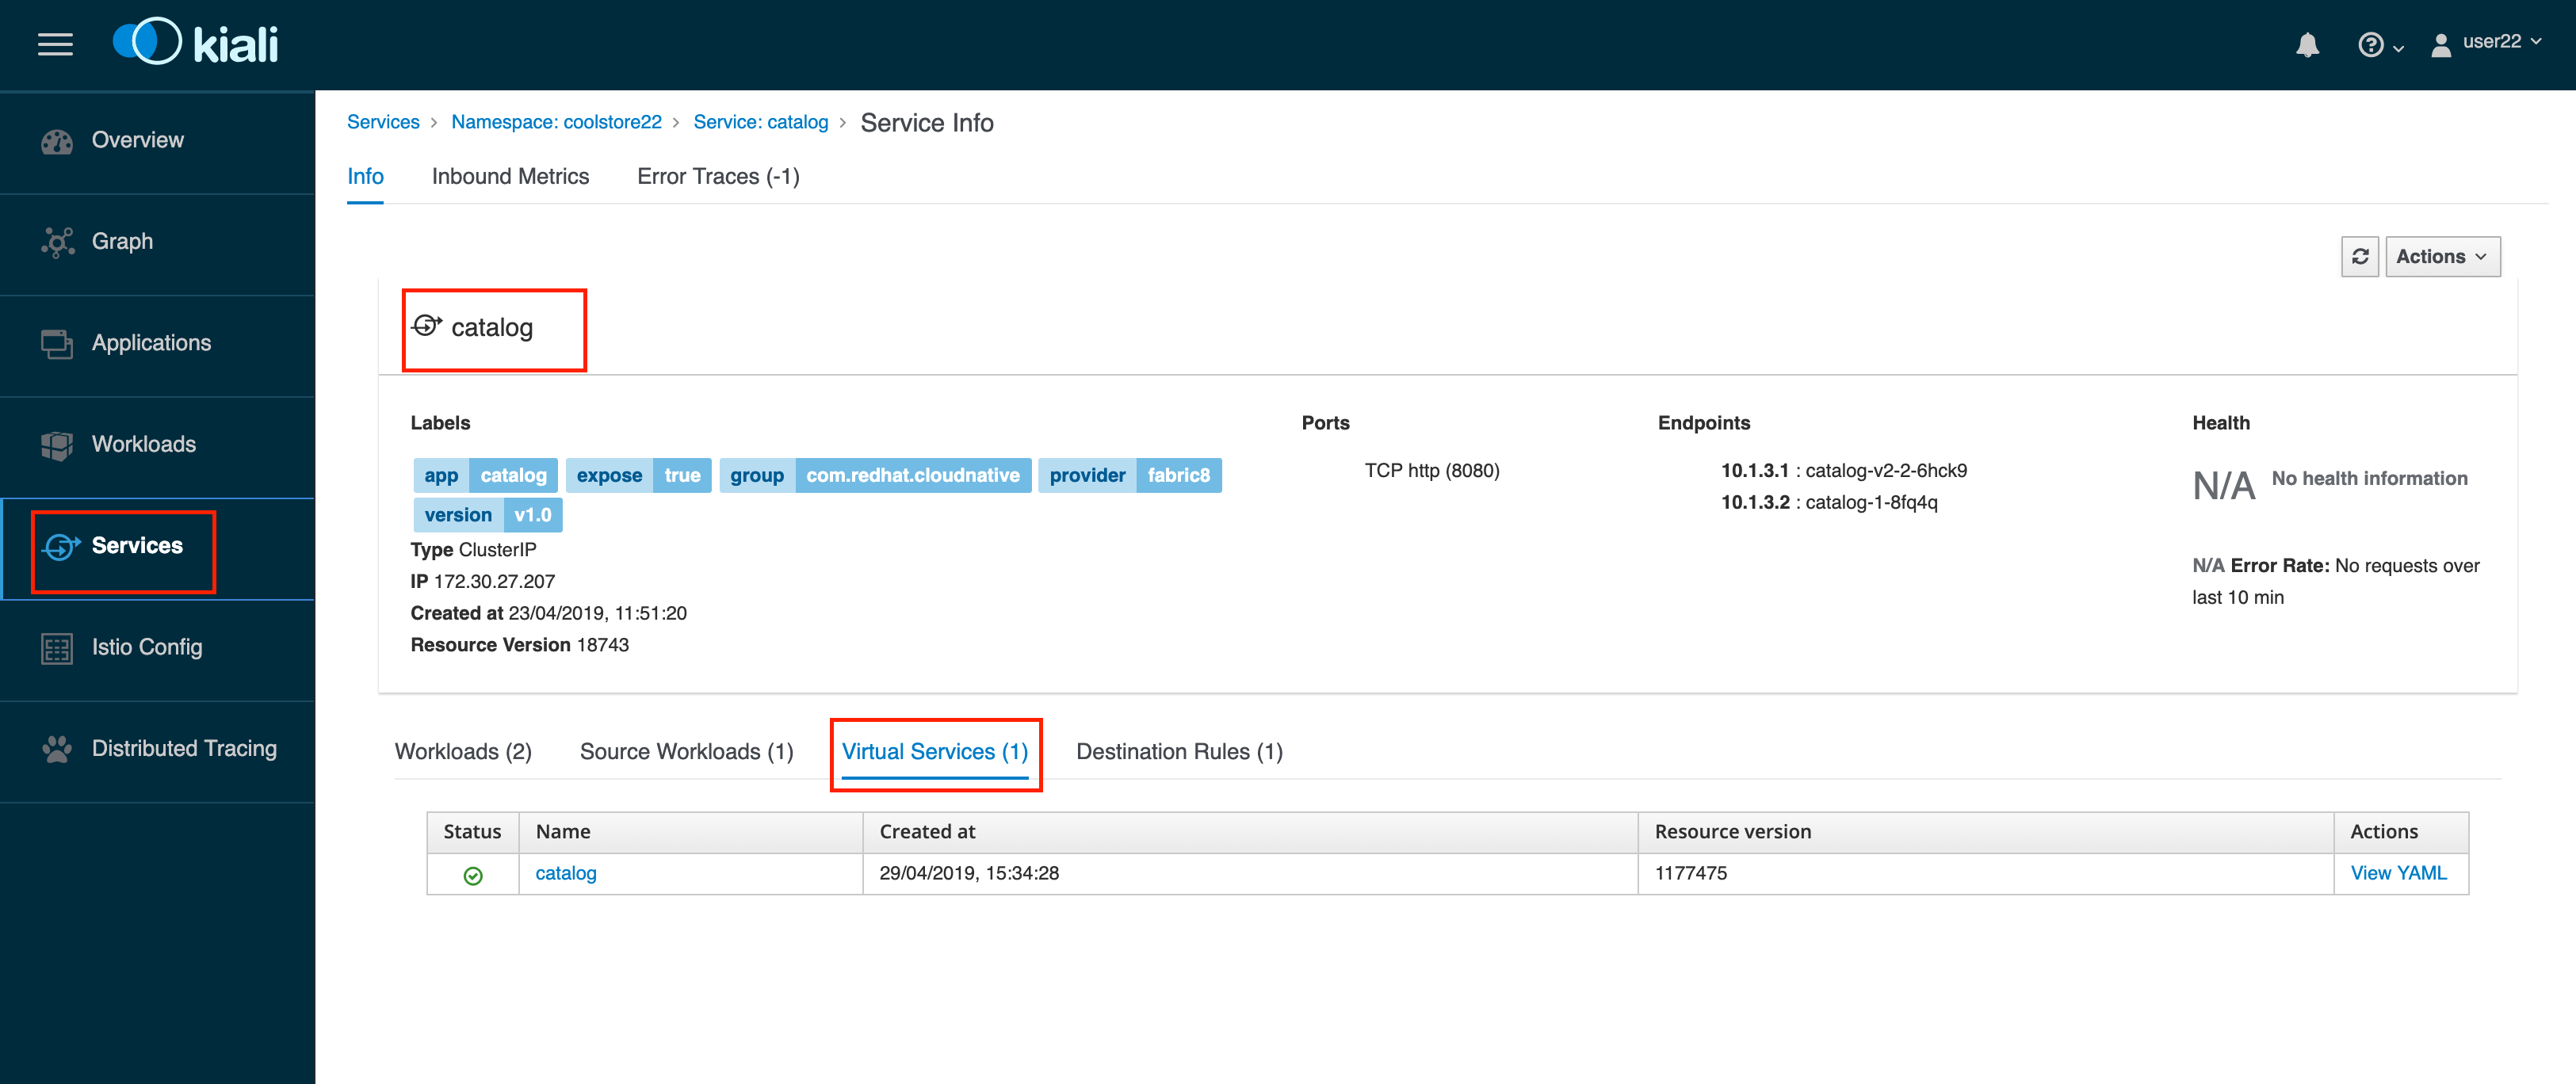 kiali
user22
Overview
Graph
Applications
Workloads
Services
Istio Config
Distributed Tracing
Services > Namespace: coolstore22 > Service: catalog > Service Info
Info Inbound Metrics Error Traces (-1)
Actions
catalog
Labels
app catalog expose true group com.redhat.cloudnative provider fabric8
version v1.0
Type ClusterIP
IP 172.30.27.207
Created at 23/04/2019, 11:51:20
Resource Version 18743
Ports
TCP http (8080)
Endpoints
10.1.3.1 : catalog-v2-2-6hck9
10.1.3.2 : catalog-1-8fq4q
Health
N/A No health information
N/A Error Rate: No requests over
last 10 min
Workloads (2) Source Workloads (1) Virtual Services (1) Destination Rules (1)
Status Name Created at Resource version Actions
catalog 29/04/2019, 15:34:28 1177475 View YAML